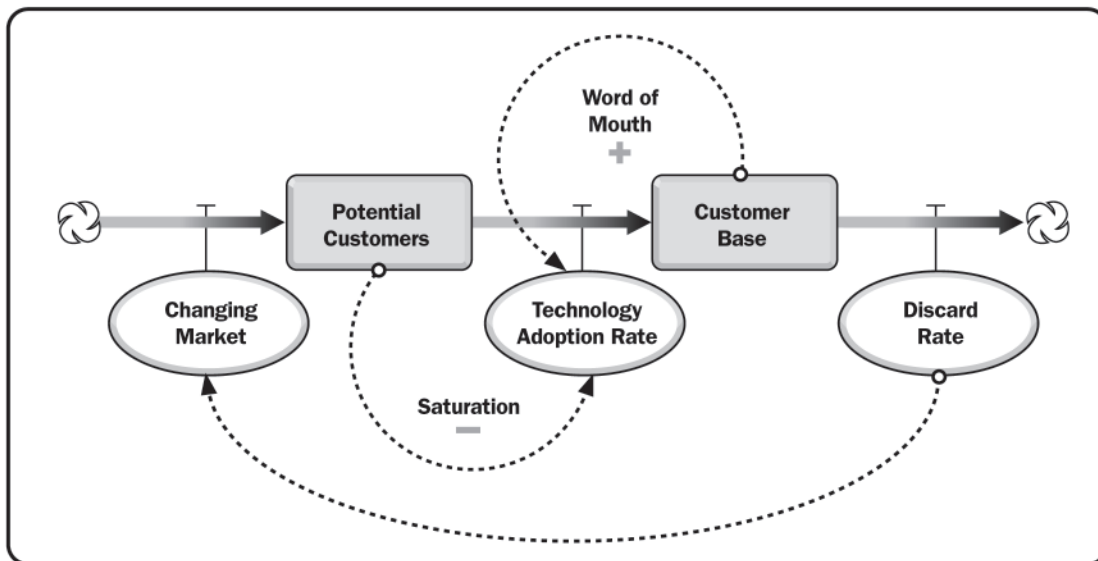 Word of
Mouth
+
Potential
Customers
Customer
Base
Changing
Market
Technology
Adoption Rate
Discard
Rate
Saturation
−